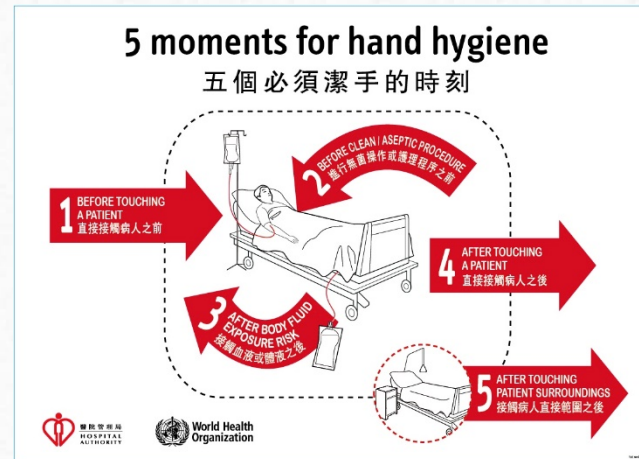 5 moments for hand hygiene
五個必須潔手的時刻
1
BEFORE TOUCHING
A PATIENT
直接接觸病人之前
2
BEFORE CLEAN / ASEPTIC PROCEDURE
進行無菌操作或護理程序之前
3
AFTER BODY FLUID
EXPOSURE RISK
接觸血液或體液之後
4
AFTER TOUCHING
A PATIENT
直接接觸病人之後
5
AFTER TOUCHING
PATIENT SURROUNDINGS
接觸病人直接範圍之後
醫院管理局
HOSPITAL
AUTHORITY
World Health
Organization